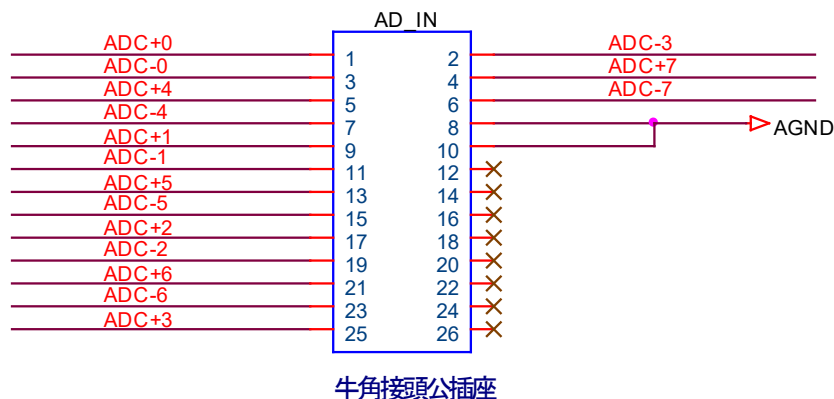 AD_IN
ADC+0 1 2 ADC-3
ADC-0 3 4 ADC+7
ADC+4 5 6 ADC-7
ADC-4 7 8 AGND
ADC+1 9 10
ADC-1 11 12
ADC+5 13 14
ADC-5 15 16
ADC+2 17 18
ADC-2 19 20
ADC+6 21 22
ADC-6 23 24
ADC+3 25 26
牛角接頭公插座